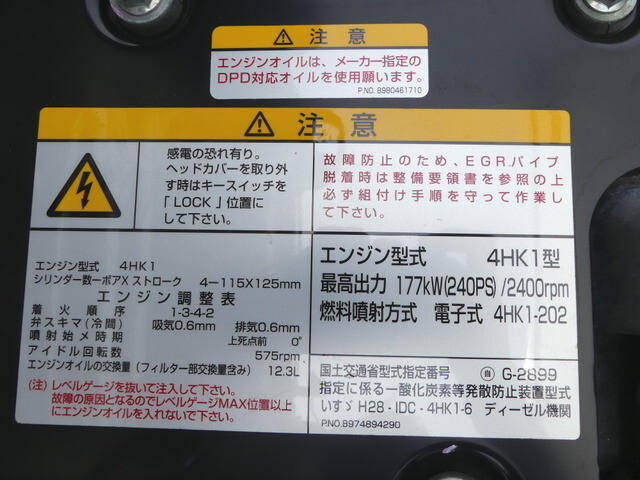 ⚠ 注意
エンジンオイルは、メーカー指定の
DPD対応オイルを使用願います。
P.NO. 8980461710
⚠ 注意
感電の恐れ有り。
ヘッドカバーを取り外
す時はキースイッチを
「LOCK」位置に
して下さい。
故障防止のため、EGRパイプ
脱着時は整備要領書を参照の上
必ず組付け手順を守って作業し
て下さい。
エンジン型式 4HK1
シリンダー数ーボアX ストローク 4-115X125mm
エンジン調整表
着火順序 1-3-4-2
弁スキマ(冷間) 吸気0.6mm 排気0.6mm
噴射始メ時期 上死点前 0°
アイドル回転数 575rpm
エンジンオイルの交換量(フィルター部交換量含み) 12.3L
(注) レベルゲージを抜いて注入して下さい。
故障の原因となるのでレベルゲージMAX位置以上
にエンジンオイルを入れないで下さい。
エンジン型式 4HK1型
最高出力 177kW(240PS)/2400rpm
燃料噴射方式 電子式 4HK1-202
国土交通省型式指定番号 自 G-2899
指定に係る一酸化炭素等発散防止装置型式
いすゞ H28-IDC-4HK1-6 ディーゼル機関
P.NO.8974894290